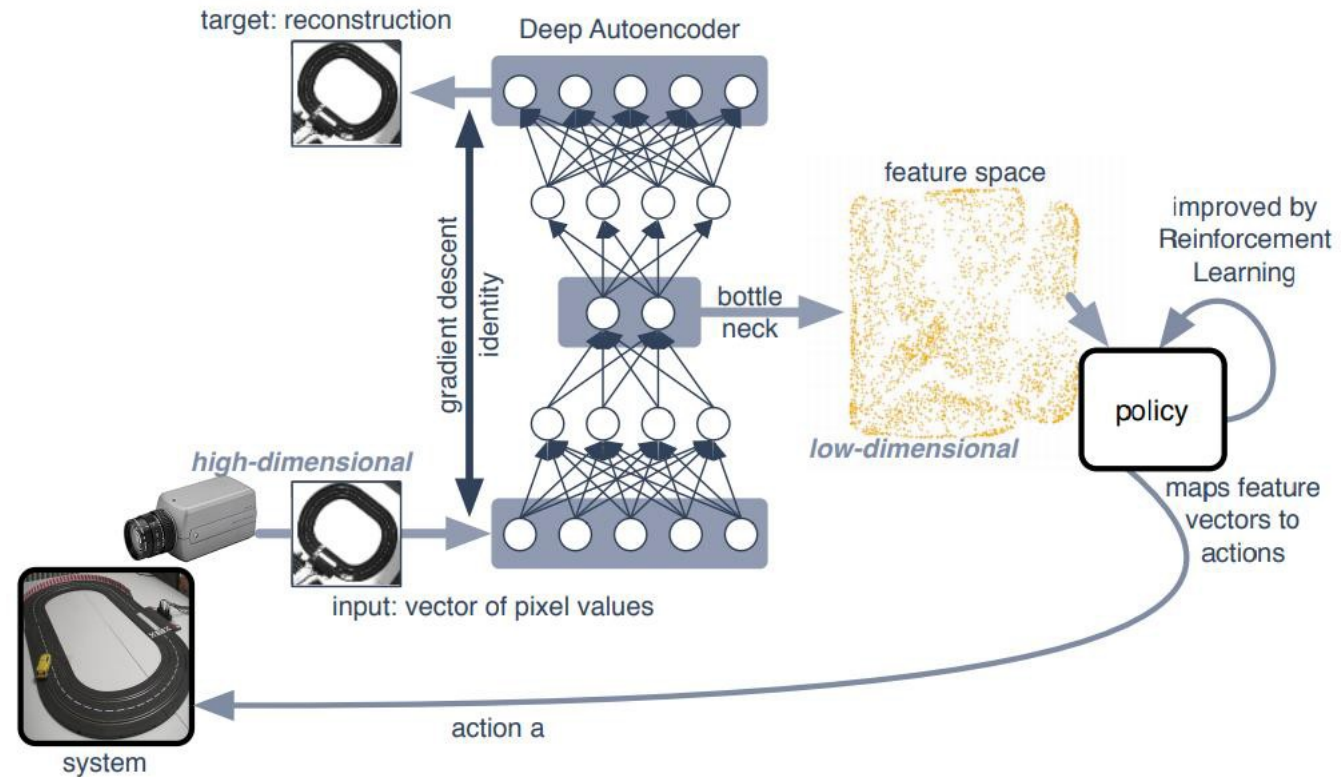 target: reconstruction
Deep Autoencoder
feature space
improved by
Reinforcement
Learning
gradient descent
identity
bottle
neck
policy
high-dimensional
low-dimensional
maps feature
vectors to
actions
input: vector of pixel values
action a
system